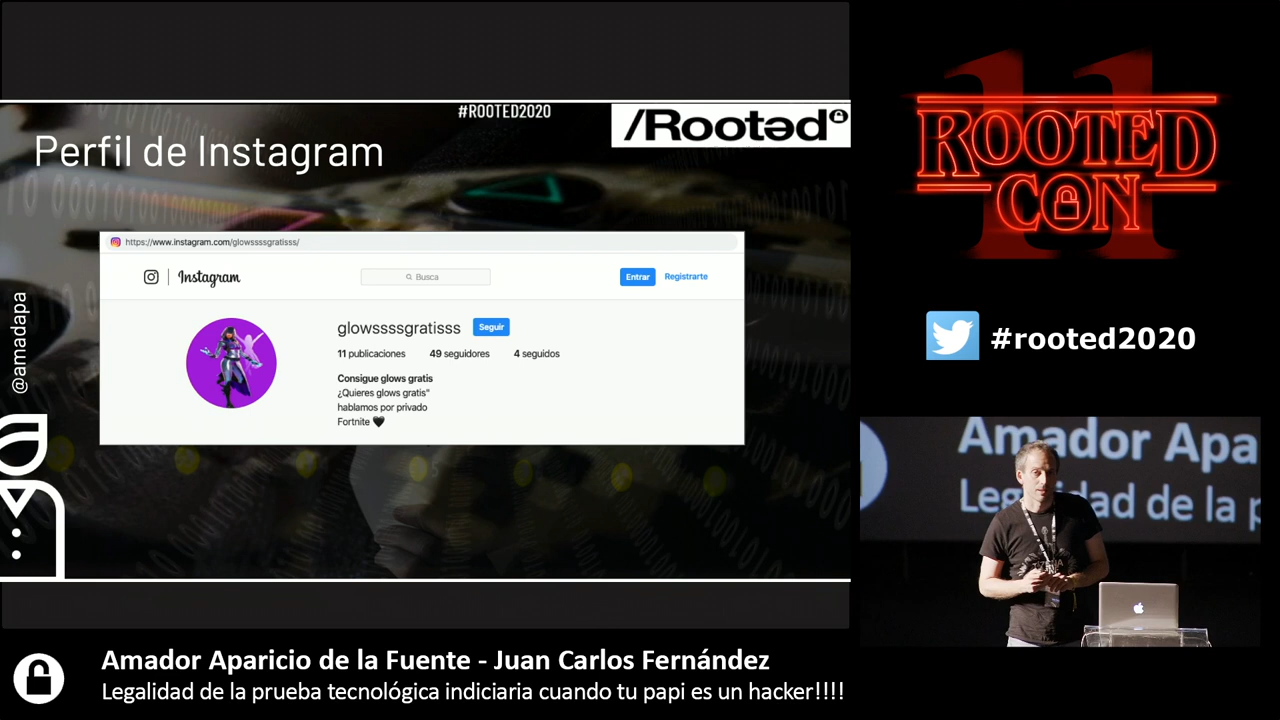 #ROOTED2020
/Rootəd
Perfil de Instagram
https://www.instagram.com/glowssssgratisss/
Instagram
Busca
Entrar
Registrarte
glowssssgratisss
Seguir
11 publicaciones
49 seguidores
4 seguidos
Consigue glows gratis
¿Quieres glows gratis"
hablamos por privado
Fortnite 🖤
@amadapa
11
ROOTED
CON
#rooted2020
Amador Apa
Legalidad de la p
Amador Aparicio de la Fuente - Juan Carlos Fernández
Legalidad de la prueba tecnológica indiciaria cuando tu papi es un hacker!!!!